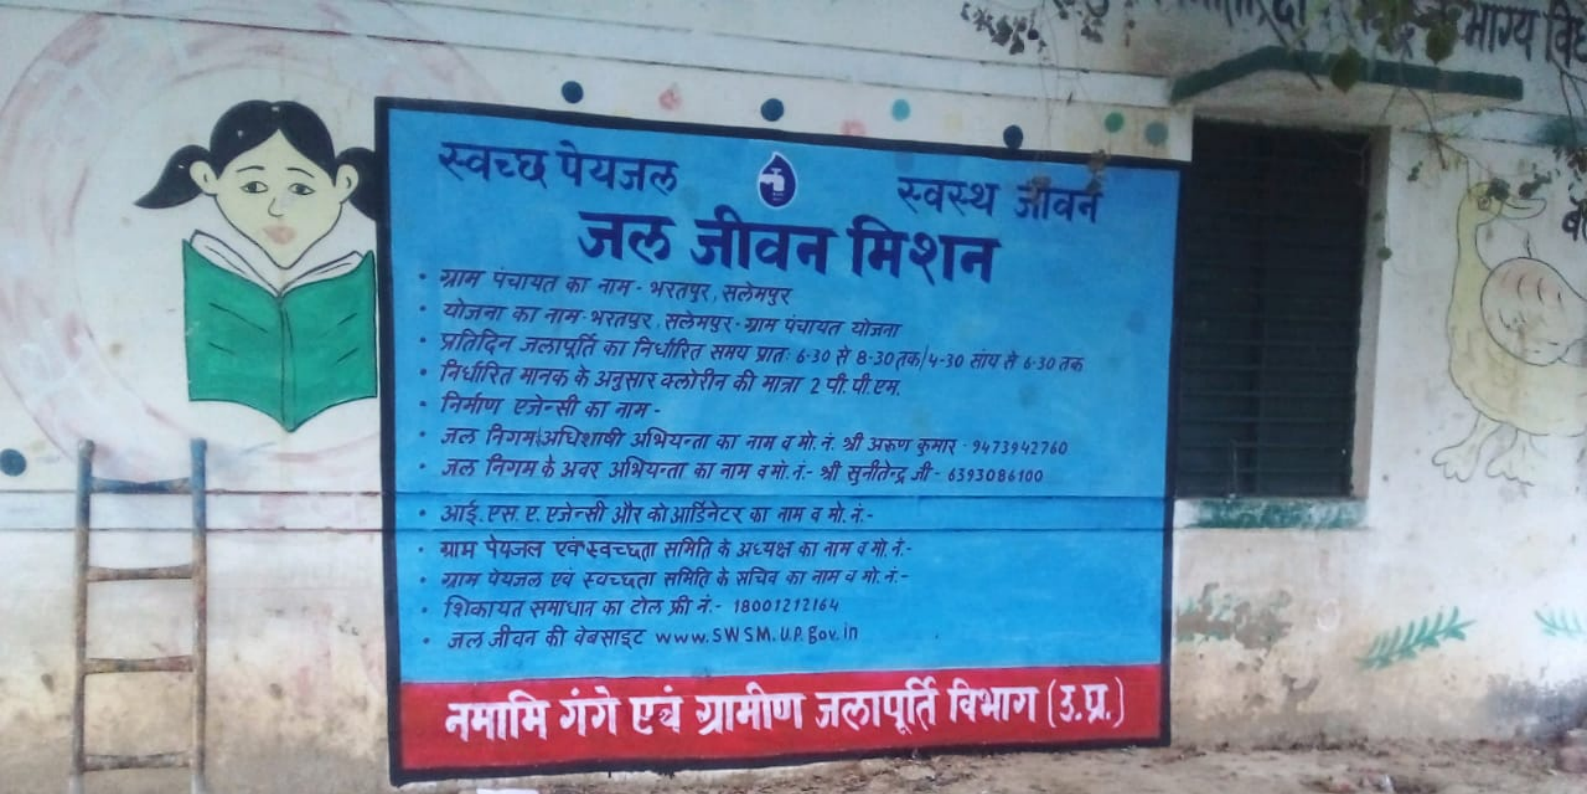 भाग्य
स्वच्छ पेयजल स्वस्थ जीवन
जल जीवन मिशन
• ग्राम पंचायत का नाम - भरतपुर, सलेमपुर
• योजना का नाम - भरतपुर, सलेमपुर - ग्राम पंचायत योजना
• प्रतिदिन जलापूर्ति का निर्धारित समय प्रातः 6-30 से 8-30 तक/4-30 सांय से 6-30 तक
• निर्धारित मानक के अनुसार क्लोरीन की मात्रा 2 पी.पी.एम.
• निर्माण एजेन्सी का नाम -
• जल निगम अधिशाषी अभियन्ता का नाम व मो. नं. श्री अरुण कुमार - 9473942760
• जल निगम के अवर अभियन्ता का नाम व मो. नं.- श्री सुनीतेन्द्र जी - 6393086100
• आई. एस. ए. एजेन्सी और को आर्डिनेटर का नाम व मो. नं.-
• ग्राम पेयजल एवं स्वच्छता समिति के अध्यक्ष का नाम व मो. नं.-
• ग्राम पेयजल एवं स्वच्छता समिति के सचिव का नाम व मो. नं.-
• शिकायत समाधान का टोल फ्री नं.- 18001212164
• जल जीवन की वेबसाइट www.SWSM.U.P.Gov.in
नमामि गंगे एवं ग्रामीण जलापूर्ति विभाग (उ.प्र.)